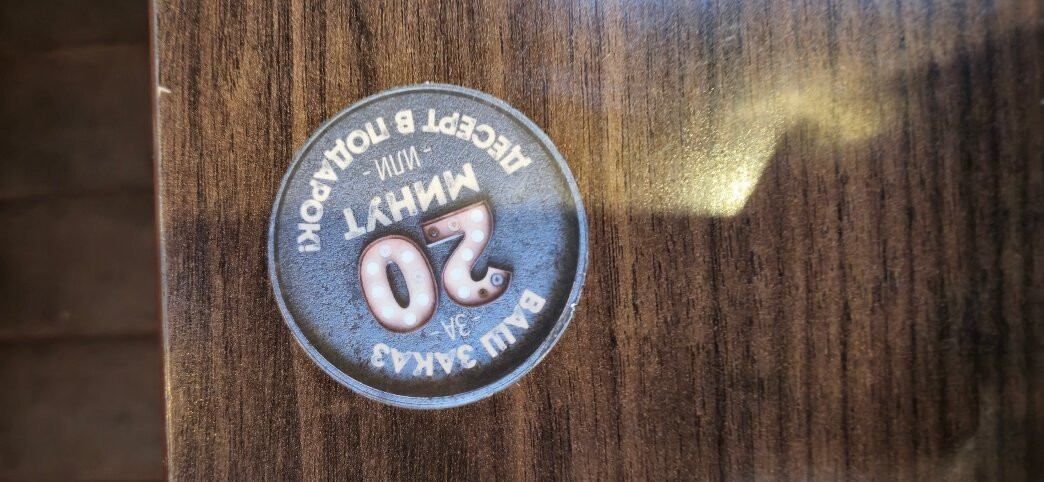 ВАШ ЗАКАЗ
- ЗА -
20
МИНУТ
- ИЛИ -
ДЕСЕРТ В ПОДАРОК!